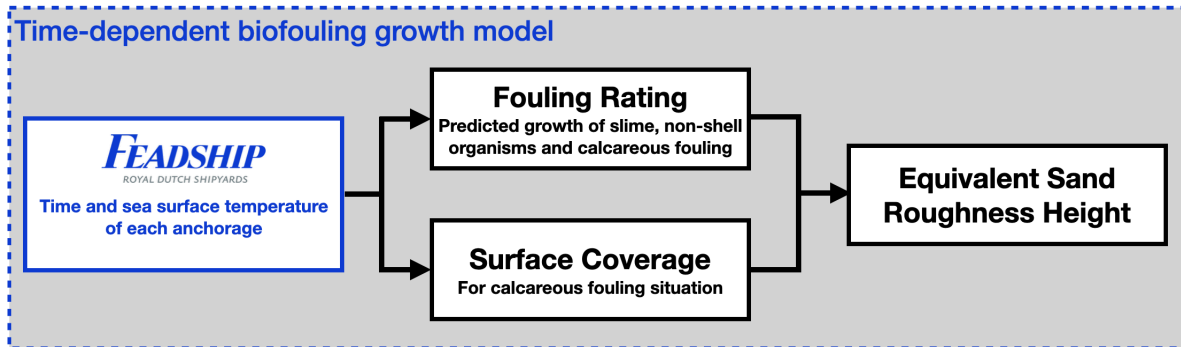 Time-dependent biofouling growth model
FEADSHIP
ROYAL DUTCH SHIPYARDS
Time and sea surface temperature
of each anchorage
Fouling Rating
Predicted growth of slime, non-shell
organisms and calcareous fouling
Surface Coverage
For calcareous fouling situation
Equivalent Sand
Roughness Height